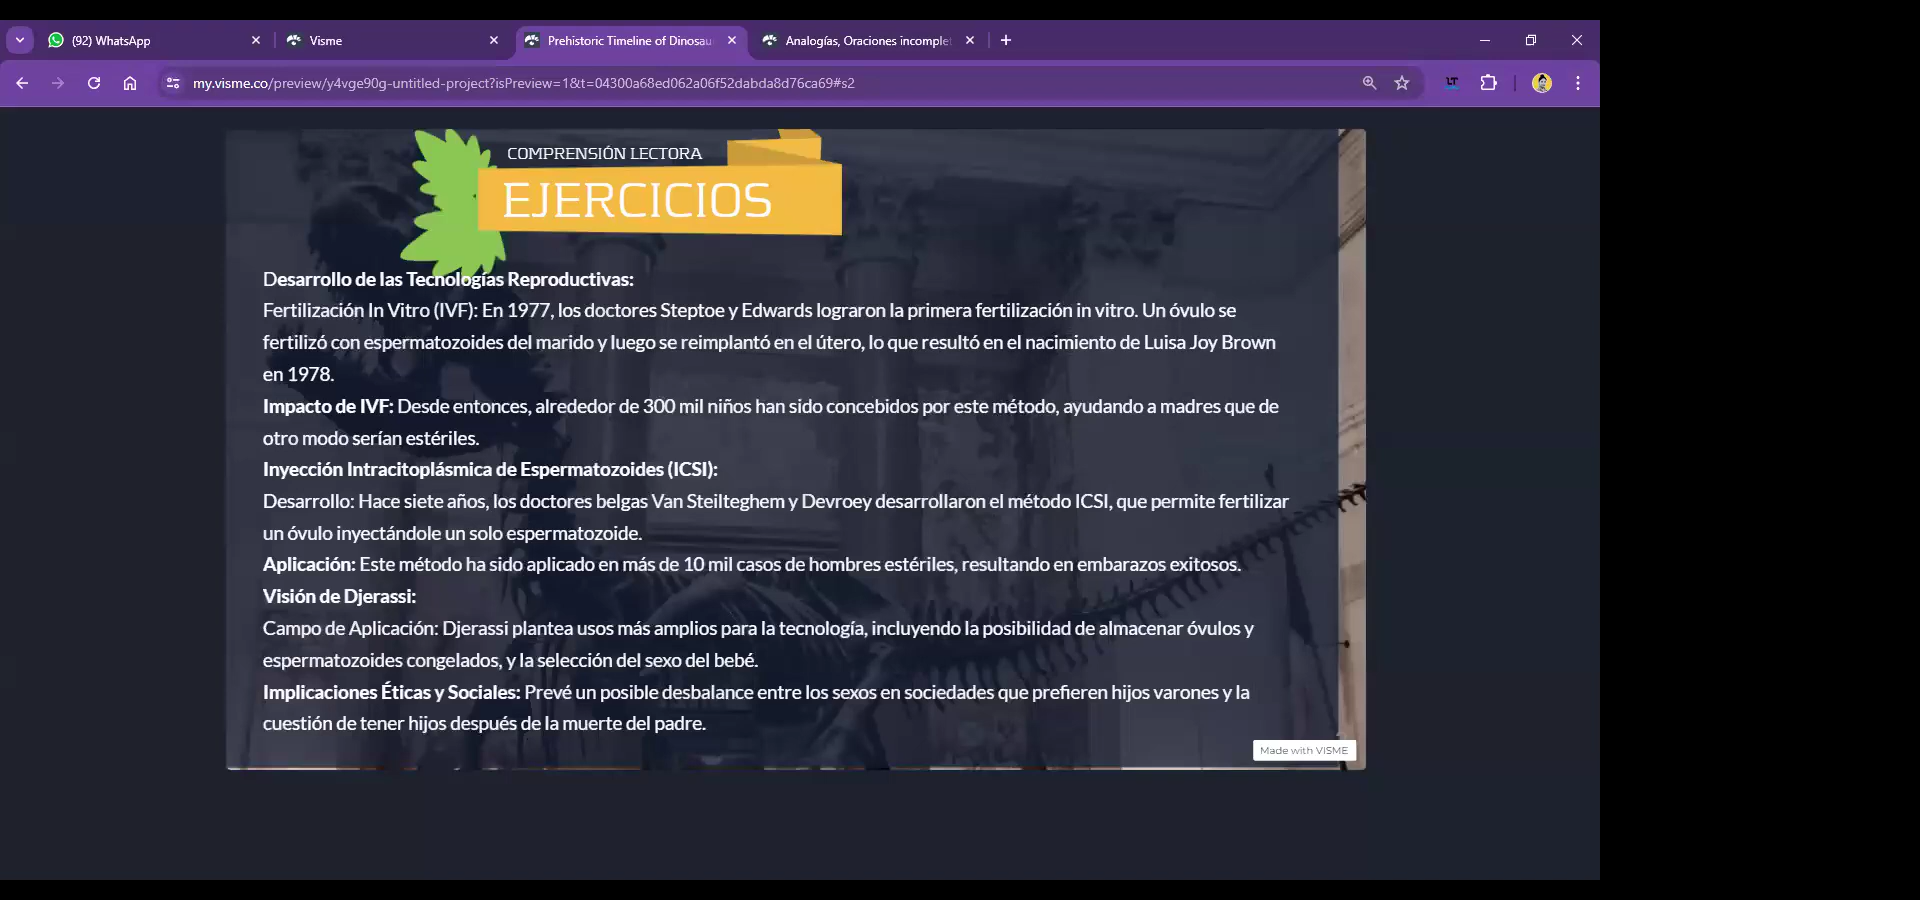 (92) WhatsApp
Visme
Prehistoric Timeline of Dinosau
Analogías, Oraciones incomplet
my.visme.co/preview/y4vge90g-untitled-project?isPreview=1&t=04300a68ed062a06f52dabda8d76ca69#s2
LT
COMPRENSIÓN LECTORA
EJERCICIOS
Desarrollo de las Tecnologías Reproductivas:
Fertilización In Vitro (IVF): En 1977, los doctores Steptoe y Edwards lograron la primera fertilización in vitro. Un óvulo se
fertilizó con espermatozoides del marido y luego se reimplantó en el útero, lo que resultó en el nacimiento de Luisa Joy Brown
en 1978.
Impacto de IVF: Desde entonces, alrededor de 300 mil niños han sido concebidos por este método, ayudando a madres que de
otro modo serían estériles.
Inyección Intracitoplásmica de Espermatozoides (ICSI):
Desarrollo: Hace siete años, los doctores belgas Van Steilteghem y Devroey desarrollaron el método ICSI, que permite fertilizar
un óvulo inyectándole un solo espermatozoide.
Aplicación: Este método ha sido aplicado en más de 10 mil casos de hombres estériles, resultando en embarazos exitosos.
Visión de Djerassi:
Campo de Aplicación: Djerassi plantea usos más amplios para la tecnología, incluyendo la posibilidad de almacenar óvulos y
espermatozoides congelados, y la selección del sexo del bebé.
Implicaciones Éticas y Sociales: Prevé un posible desbalance entre los sexos en sociedades que prefieren hijos varones y la
cuestión de tener hijos después de la muerte del padre.
Made with VISME